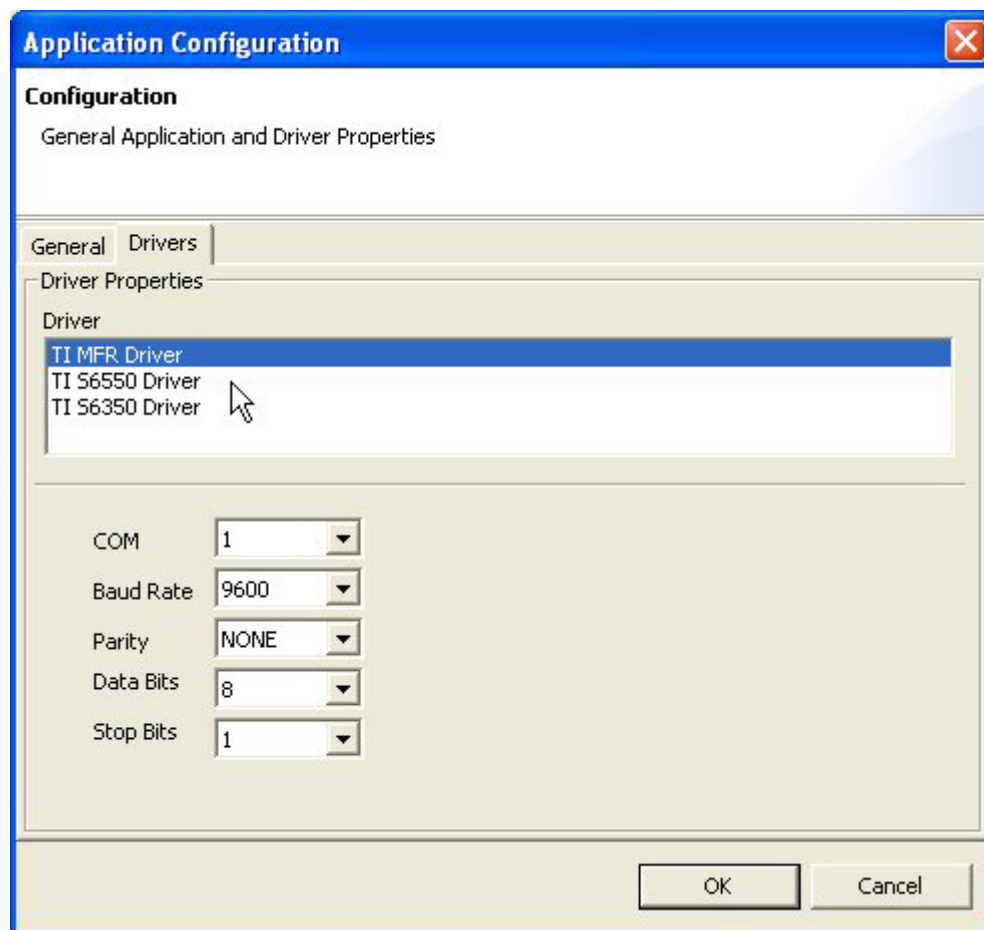 Application Configuration
Configuration
General Application and Driver Properties
General
Drivers
Driver Properties
Driver
TI MFR Driver
TI S6550 Driver
TI S6350 Driver
COM
1
Baud Rate
9600
Parity
NONE
Data Bits
8
Stop Bits
1
OK
Cancel